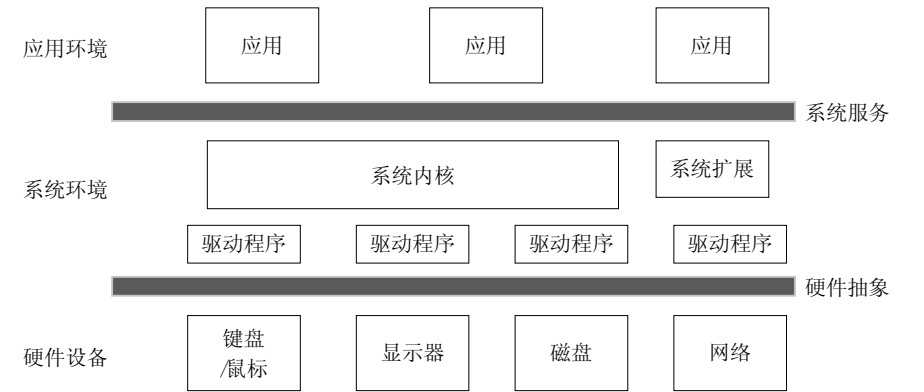 应用环境
应用
应用
应用
系统服务
系统环境
系统内核
系统扩展
驱动程序
驱动程序
驱动程序
驱动程序
硬件抽象
硬件设备
键盘
/鼠标
显示器
磁盘
网络